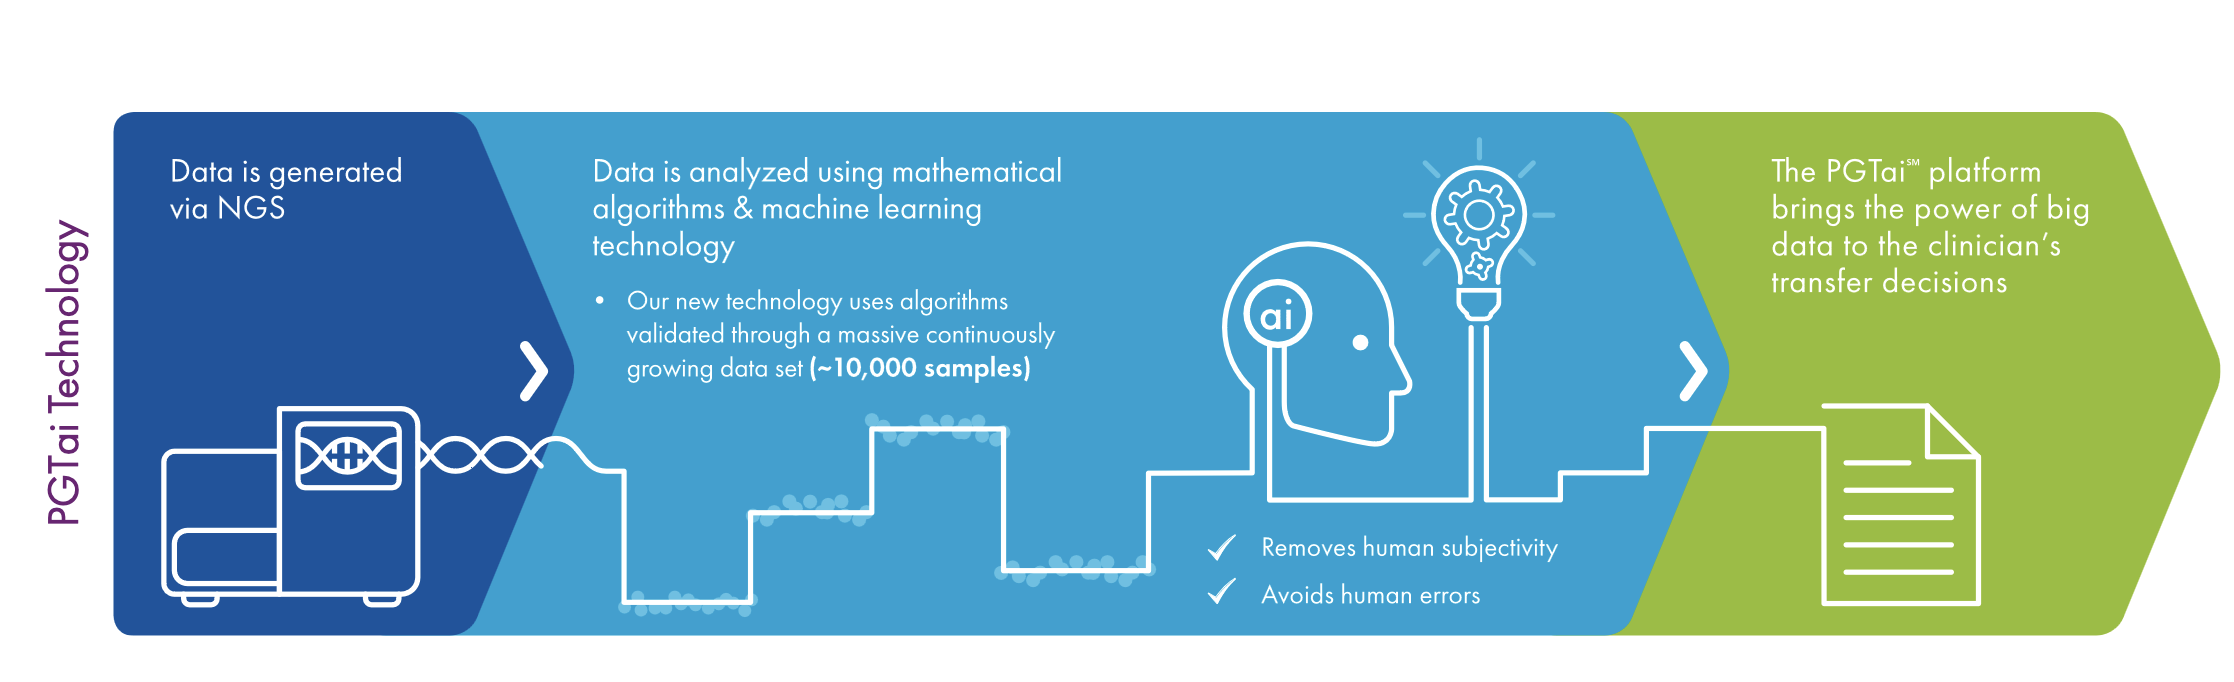 PGTai Technology
Data is generated
via NGS
Data is analyzed using mathematical
algorithms & machine learning
technology
• Our new technology uses algorithms
validated through a massive continuously
growing data set (~10,000 samples)
ai
✓ Removes human subjectivity
✓ Avoids human errors
The PGTai℠ platform
brings the power of big
data to the clinician’s
transfer decisions